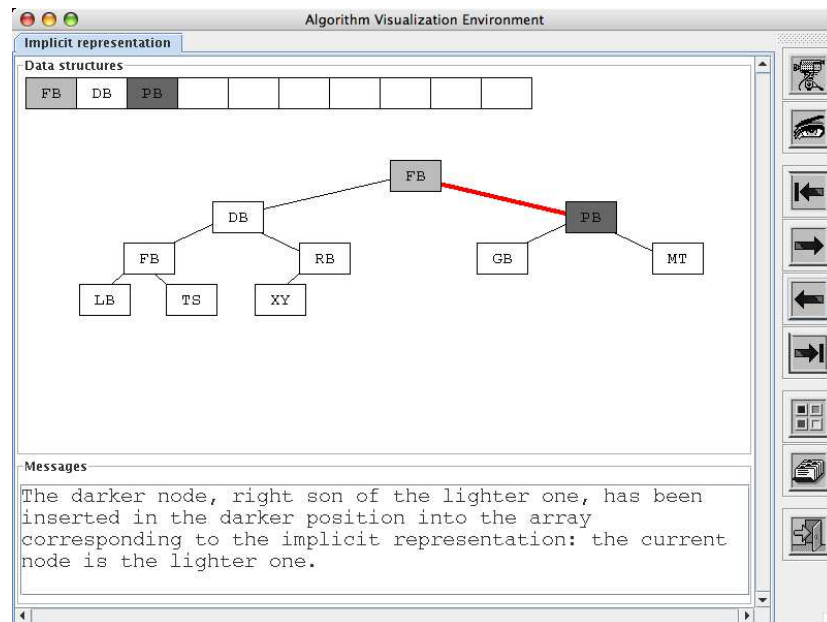 Algorithm Visualization Environment
Implicit representation
Data structures
FB DB PB
FB
DB PB
FB RB GB MT
LB TS XY
Messages
The darker node, right son of the lighter one, has been
inserted in the darker position into the array
corresponding to the implicit representation: the current
node is the lighter one.